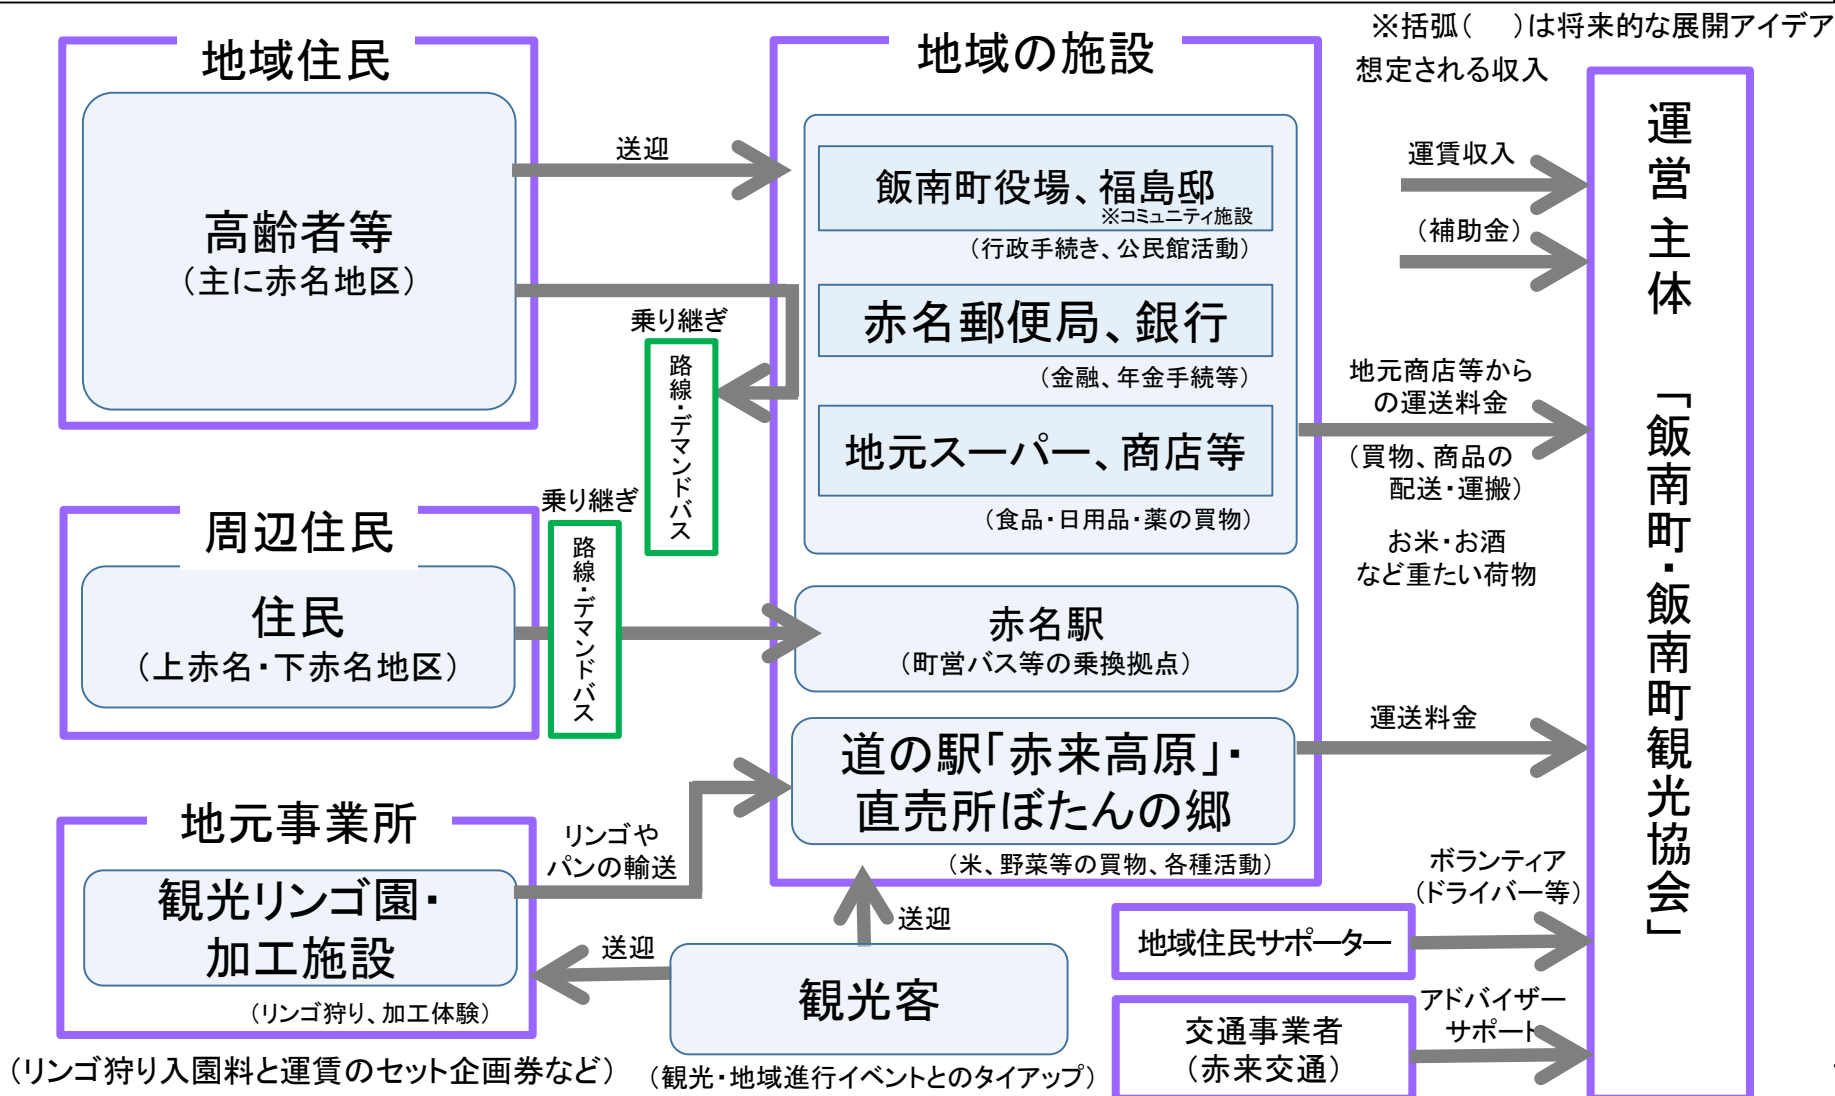 ※括弧(　)は将来的な展開アイデア
地域住民
高齢者等
(主に赤名地区)
送迎
乗り継ぎ
路線・デマンドバス
周辺住民
住民
(上赤名・下赤名地区)
乗り継ぎ
路線・デマンドバス
地元事業所
観光リンゴ園・
加工施設
(リンゴ狩り、加工体験)
(リンゴ狩り入園料と運賃のセット企画券など)
リンゴや
パンの輸送
送迎
送迎
観光客
(観光・地域進行イベントとのタイアップ)
地域の施設
飯南町役場、福島邸
※コミュニティ施設
(行政手続き、公民館活動)
赤名郵便局、銀行
(金融、年金手続等)
地元スーパー、商店等
(食品・日用品・薬の買物)
赤名駅
(町営バス等の乗換拠点)
道の駅「赤来高原」・
直売所ぼたんの郷
(米、野菜等の買物、各種活動)
想定される収入
運賃収入
(補助金)
地元商店等から
の運送料金
(買物、商品の
配送・運搬)
お米・お酒
など重たい荷物
運送料金
ボランティア
(ドライバー等)
地域住民サポーター
アドバイザー
サポート
交通事業者
(赤来交通)
運営主体　「飯南町・飯南町観光協会」